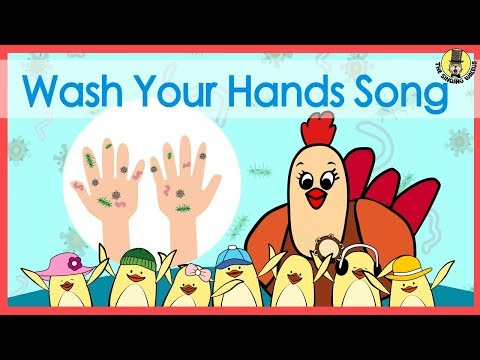 Wash Your Hands Song
THE SINGING WALRUS